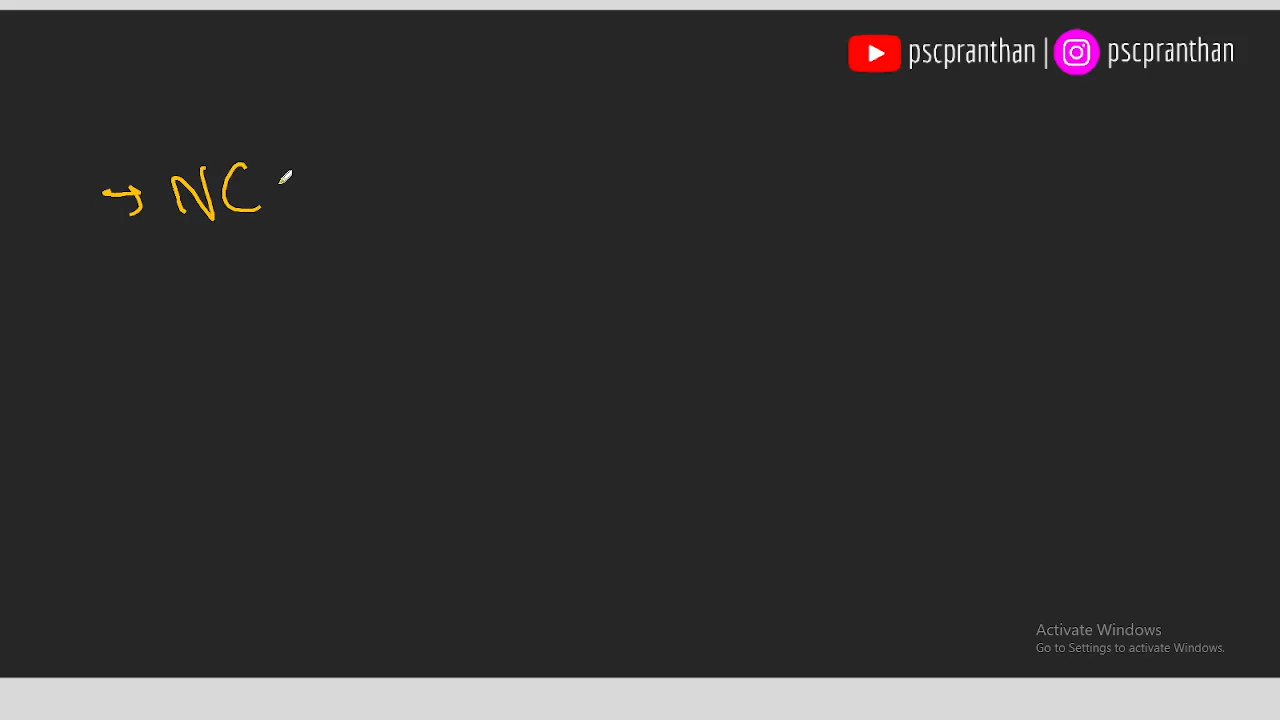 pscpranthan | pscpranthan
→ NC
Activate Windows
Go to Settings to activate Windows.